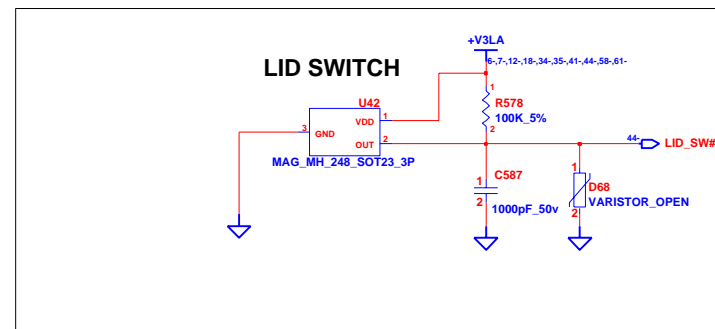 +V3LA
6-,7-,12-,18-,34-,35-,41-,44-,58-,61-
LID SWITCH
1
R578
100K_5%
2
U42
3
GND
VDD
1
OUT
2
MAG_MH_248_SOT23_3P
44-
LID_SW#
1
C587
2
1000pF_50v
1
D68
VARISTOR_OPEN
2